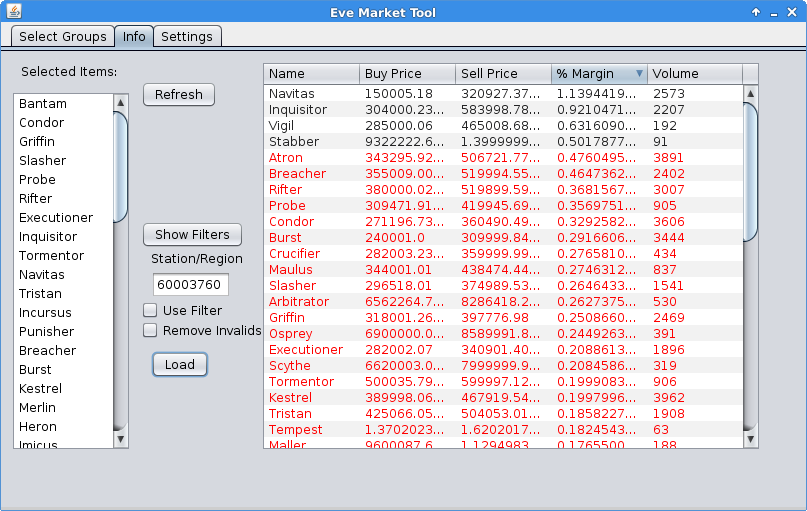 Eve Market Tool
Select Groups Info Settings
Selected Items:
Bantam
Condor
Griffin
Slasher
Probe
Rifter
Executioner
Inquisitor
Tormentor
Navitas
Tristan
Incursus
Punisher
Breacher
Burst
Kestrel
Merlin
Heron
Imicus
Refresh
Show Filters
Station/Region
60003760
Use Filter
Remove Invalids
Load
Name Buy Price Sell Price % Margin Volume
Navitas 150005.18 320927.37... 1.1394419... 2573
Inquisitor 304000.23... 583998.78... 0.9210471... 2207
Vigil 285000.06 465008.68... 0.6316090... 192
Stabber 9322222.6... 1.3999999... 0.5017877... 91
Atron 343295.92... 506721.77... 0.4760495... 3891
Breacher 355009.00... 519994.55... 0.4647362... 2402
Rifter 380000.02... 519899.59... 0.3681567... 3007
Probe 309471.91... 419945.69... 0.3569751... 905
Condor 271196.73... 360490.49... 0.3292582... 3606
Burst 240001.0 309999.84... 0.2916606... 3444
Crucifier 282003.23... 359999.99... 0.2765810... 434
Maulus 344001.01 438474.44... 0.2746312... 837
Slasher 296518.01 374989.53... 0.2646433... 1541
Arbitrator 6562264.7... 8286418.2... 0.2627375... 530
Griffin 318001.26... 397776.98 0.2508660... 2469
Osprey 6900000.0... 8589991.8... 0.2449263... 391
Executioner 282002.07 340901.40... 0.2088613... 1896
Scythe 6620003.0... 7999999.9... 0.2084586... 319
Tormentor 500035.79... 599997.12... 0.1999083... 906
Kestrel 389998.06... 467919.54... 0.1997996... 3962
Tristan 425066.05... 504053.01... 0.1858227... 1908
Tempest 1.3702023... 1.6202017... 0.1824543... 63
Maller 9600087.6... 1.1294983... 0.1765500... 188